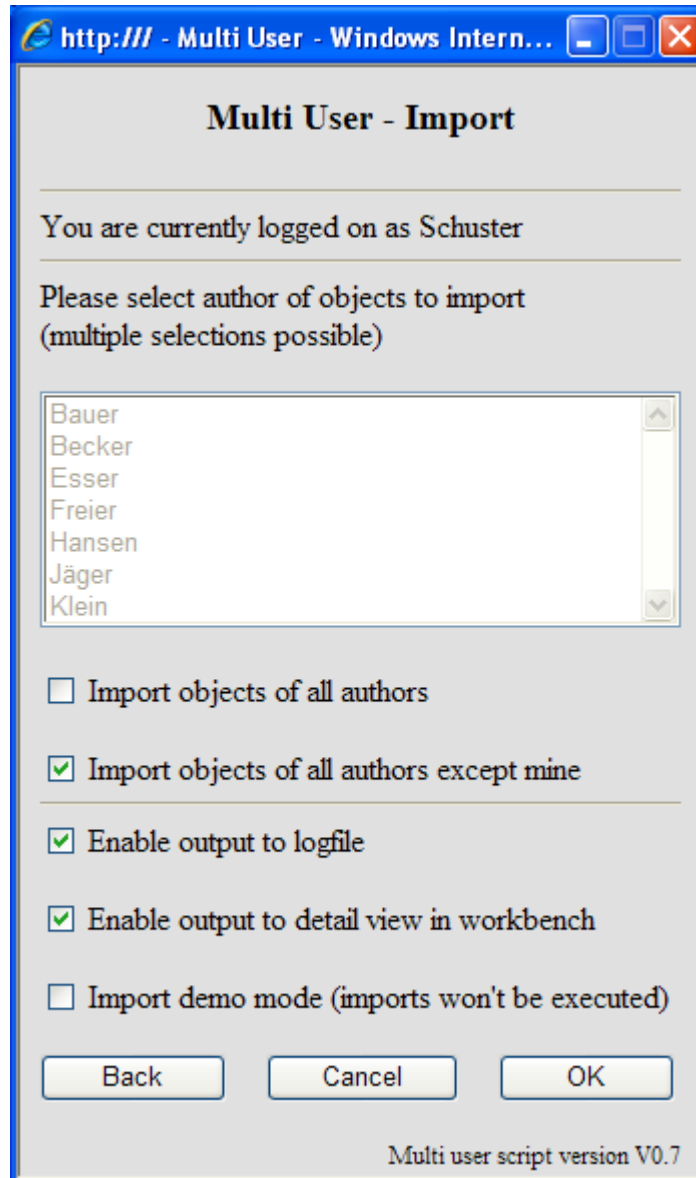 http:/// - Multi User - Windows Intern...
Multi User - Import
You are currently logged on as Schuster
Please select author of objects to import
(multiple selections possible)
Bauer
Becker
Esser
Freier
Hansen
Jäger
Klein
Import objects of all authors
Import objects of all authors except mine
Enable output to logfile
Enable output to detail view in workbench
Import demo mode (imports won't be executed)
Back Cancel OK
Multi user script version V0.7